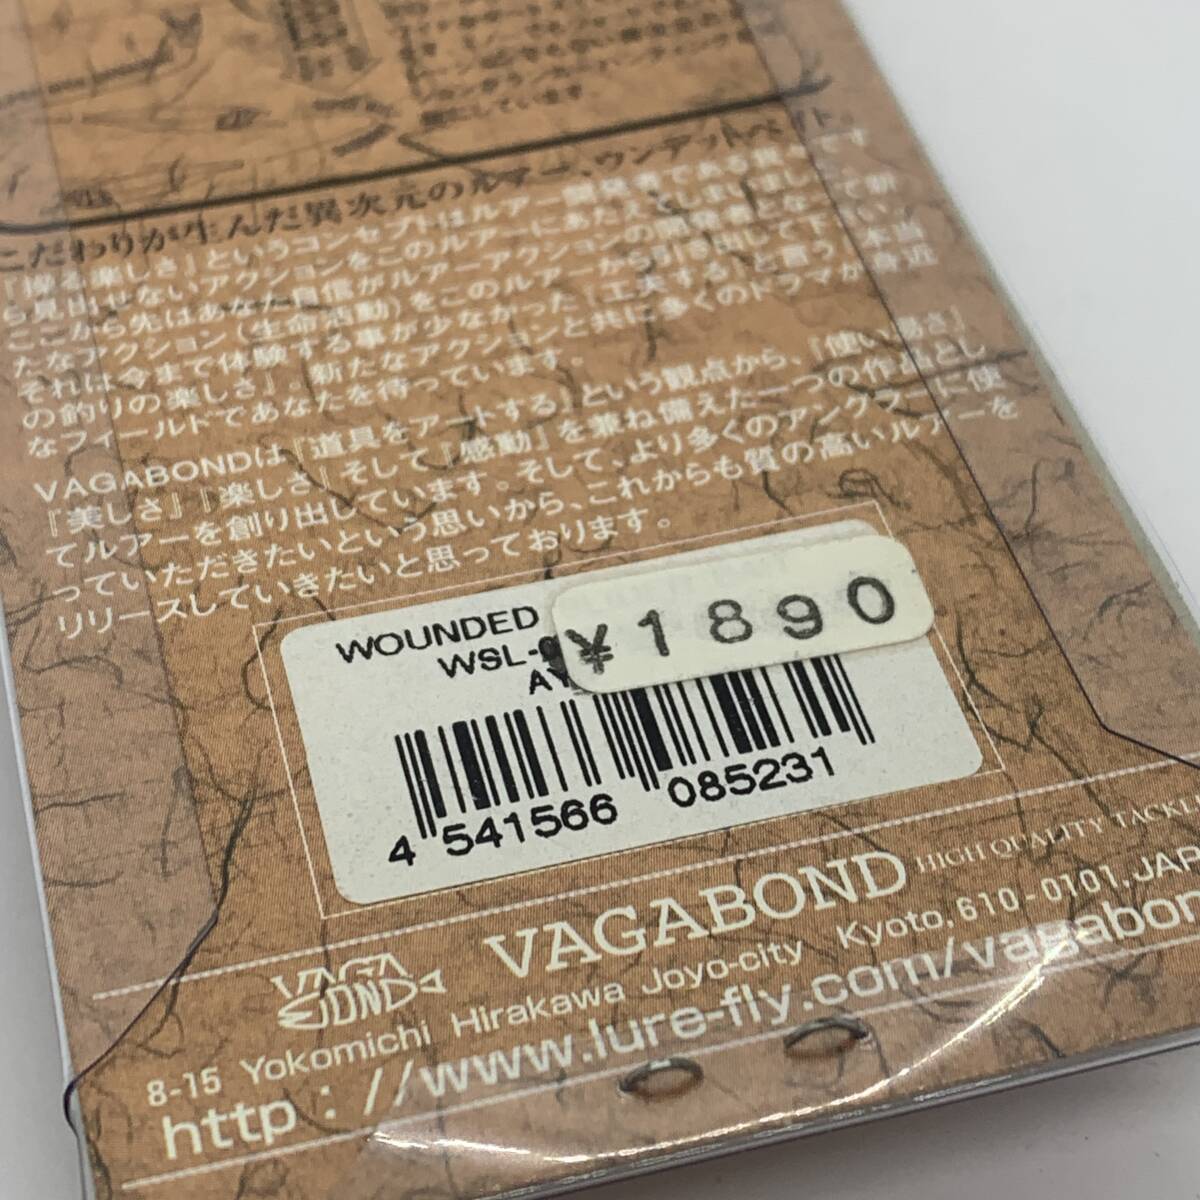 にしています
こだわりが生んだ異次元のルアー、ウンデットベイト。
『操る楽しさ』というコンセプトはルアー開発者である
ら見出せないアクションをこのルアーにあたえてしまいました。
ここから先はあなた自信がルアーアクションの開発者となって新
たなアクション(生命活動)をこのルアーから引き出して下さい。
それは今まで体験する事が少なかった「工夫する」と言う、本当
の釣りの楽しさ』。新たなアクションと共に多くのドラマが身近
なフィールドであなたを待っています。
VAGABONDは『道具をアートする』という観点から、『使い易さ』
『美しさ』『楽しさ』そして『感動』を兼ね備えた一つの作品とし
てルアーを創り出しています。そして、より多くのアングラーに使
っていただきたいという思いから、これからも質の高いルアーを
リリースしていきたいと思っております。
WOUNDED
WSL-
AY
¥1890
4 541566 085231
VAGABOND HIGH QUALITY TACKL
8-15 Yokomichi Hirakawa Joyo-city Kyoto, 610-0101, JAP
http://www.lure-fly.com/vagabon